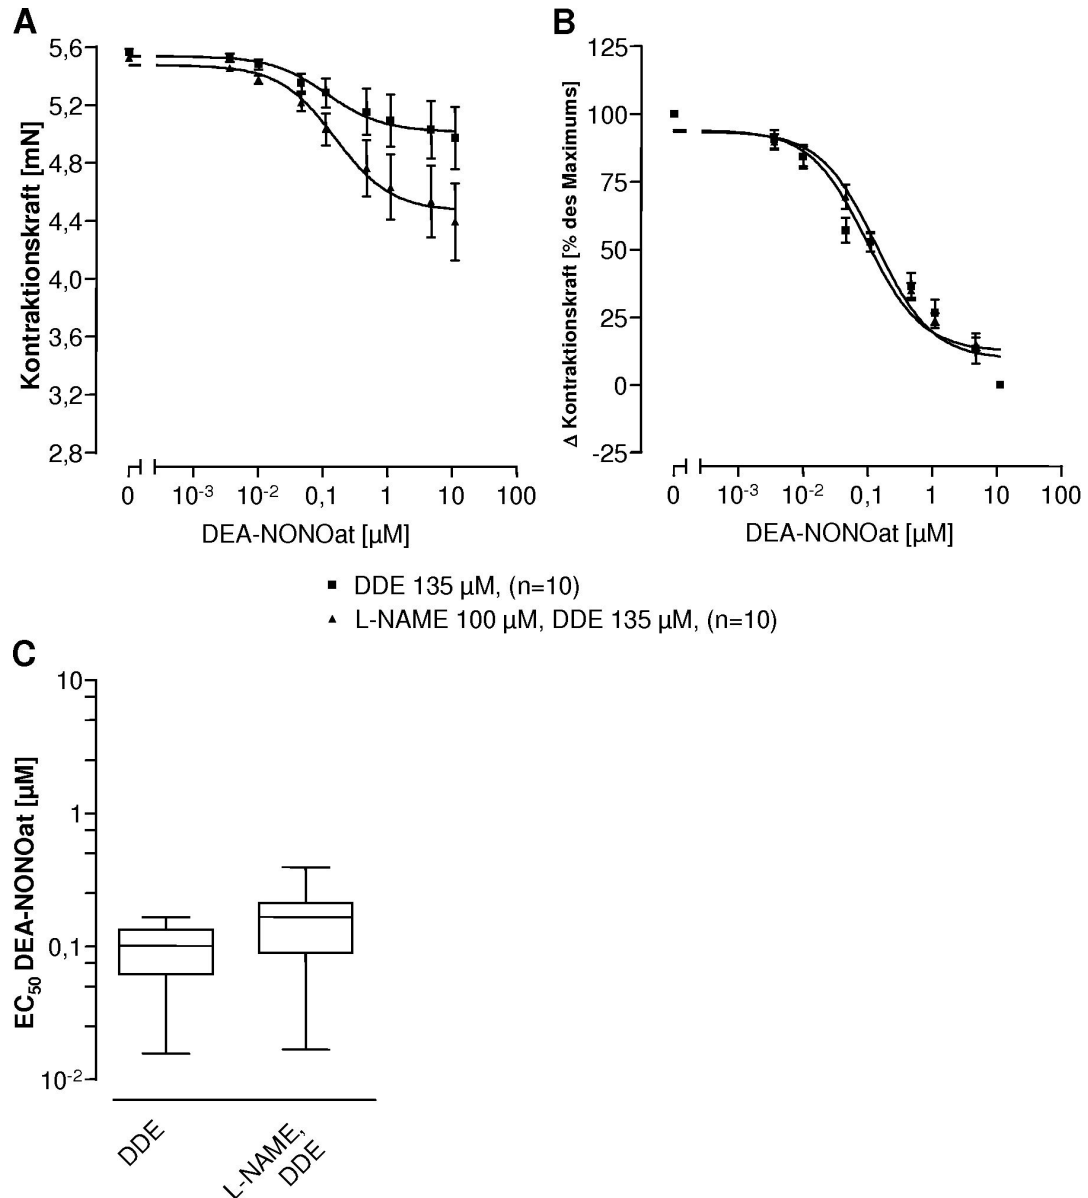 A
Kontraktionskraft [mN]
5,6
5,2
4,8
4,4
4,0
3,6
3,2
2,8
0 10-3 10-2 0,1 1 10 100
DEA-NONOat [µM]
B
Δ Kontraktionskraft [% des Maximums]
125
100
75
50
25
0
-25
0 10-3 10-2 0,1 1 10 100
DEA-NONOat [µM]
DDE 135 µM, (n=10)
L-NAME 100 µM, DDE 135 µM, (n=10)
C
EC50 DEA-NONOat [µM]
10
1
0,1
10-2
DDE
L-NAME,
DDE